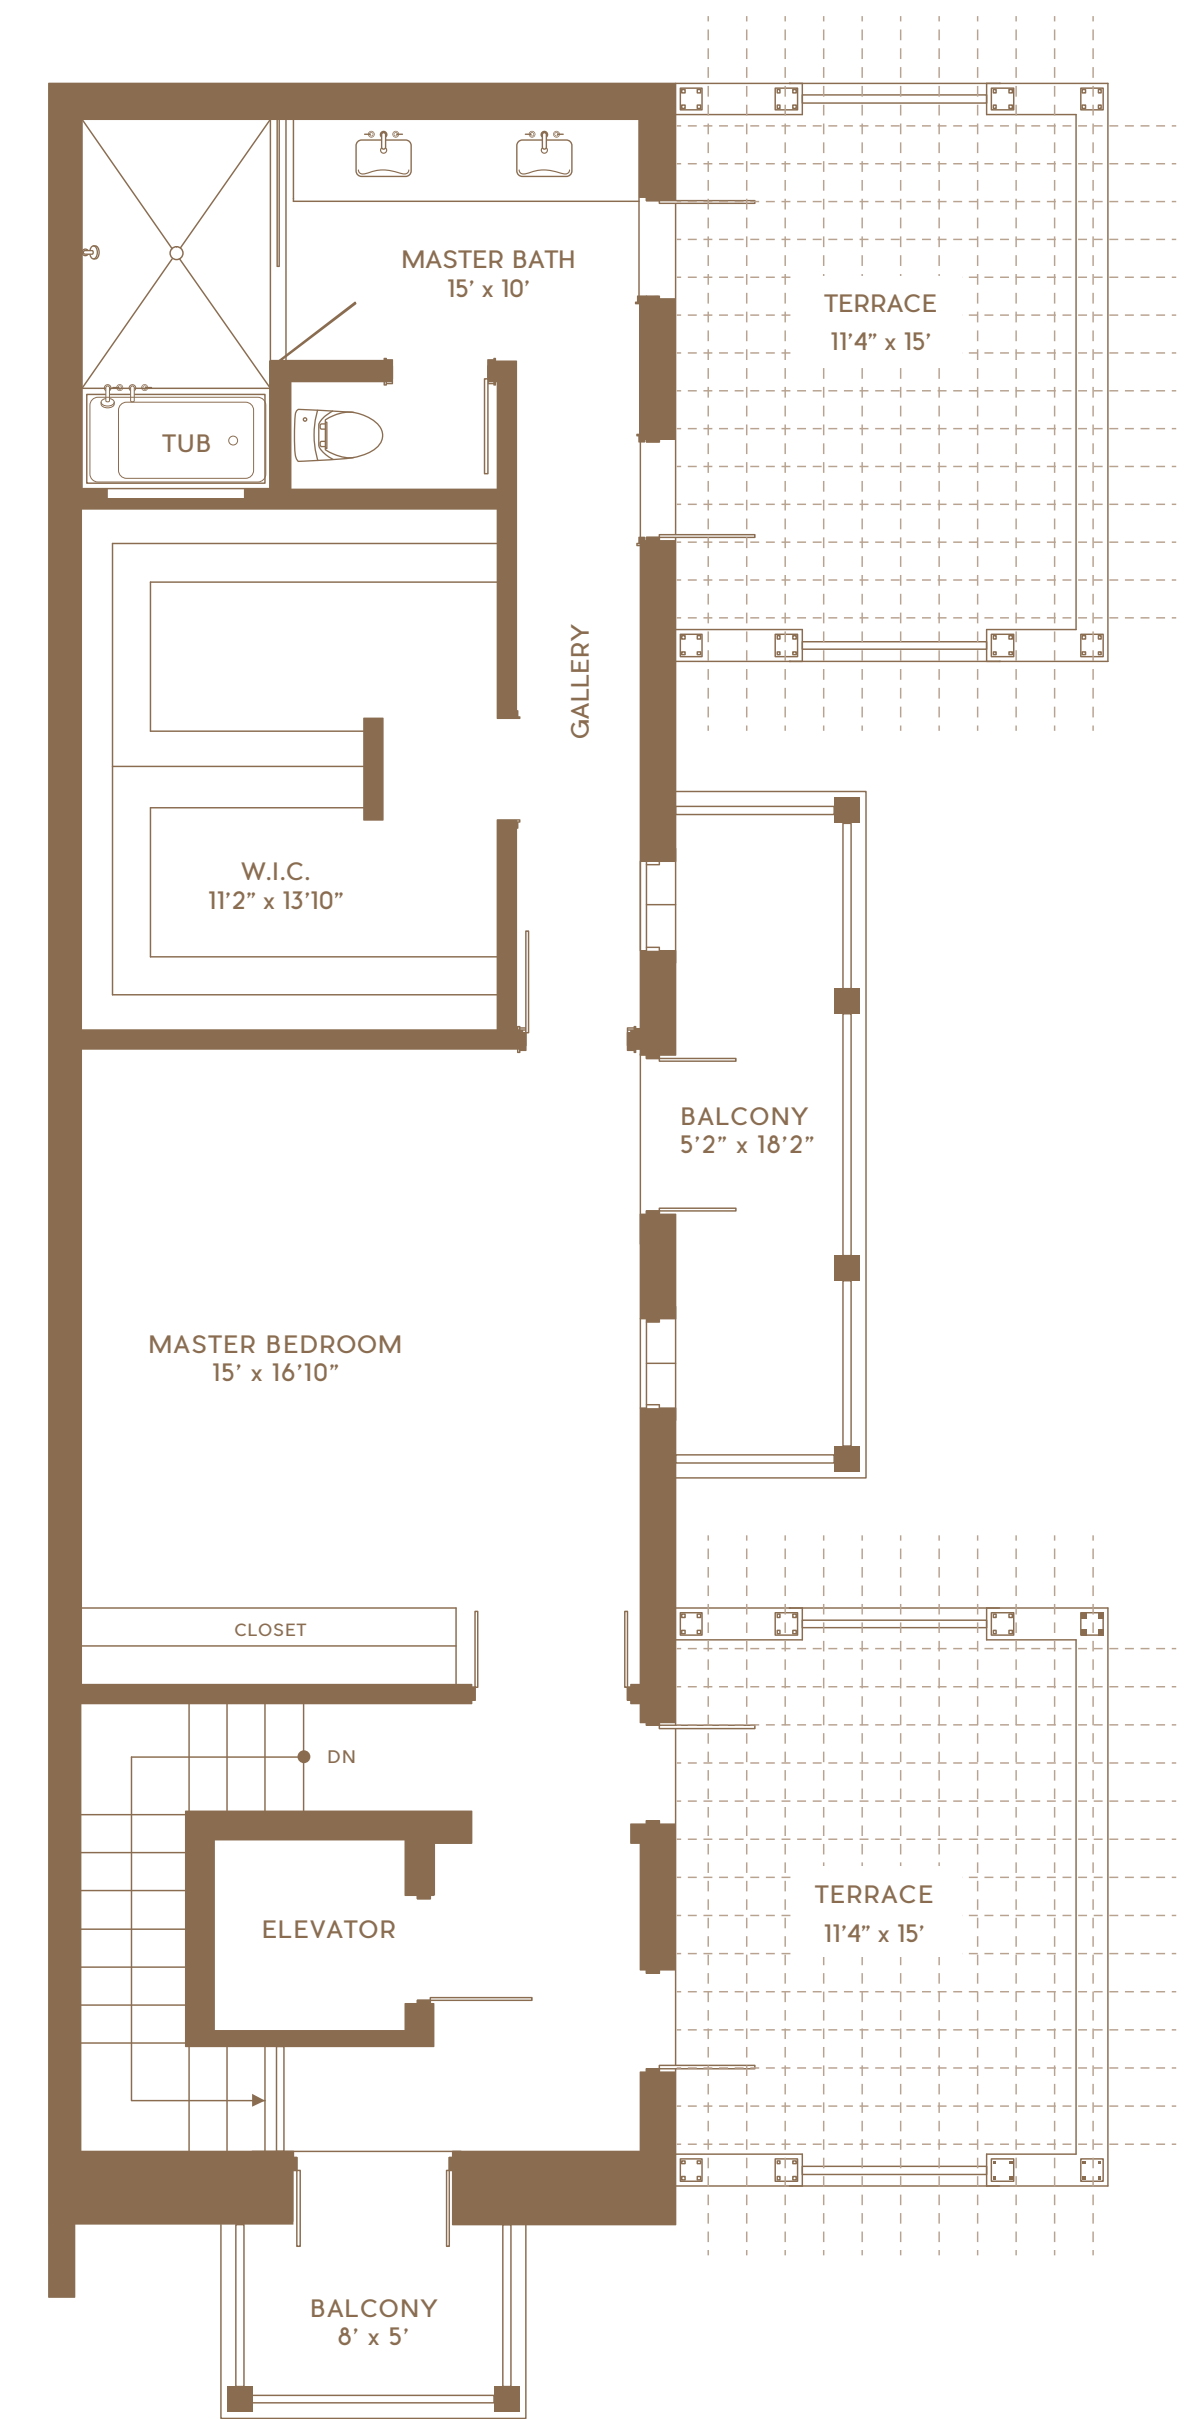 MASTER BATH
15’ x 10’
TERRACE
11’4” x 15'
TUB
GALLERY
W.I.C.
11’2” x 13’10”
BALCONY
5’2” x 18’2”
MASTER BEDROOM
15’ x 16’10”
CLOSET
DN
ELEVATOR
TERRACE
11’4” x 15’
BALCONY
8’ x 5’